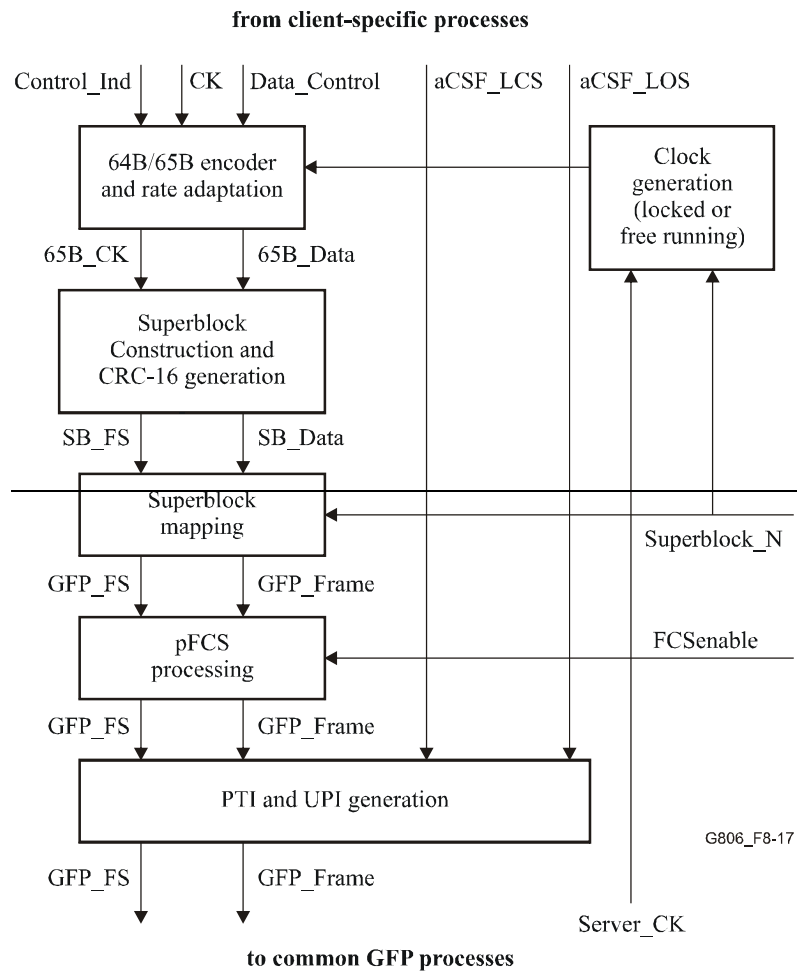 from client-specific processes
Control_Ind
CK
Data_Control
aCSF_LCS
aCSF_LOS
64B/65B encoder
and rate adaptation
Clock
generation
(locked or
free running)
65B_CK
65B_Data
Superblock
Construction and
CRC-16 generation
SB_FS
SB_Data
Superblock
mapping
Superblock_N
GFP_FS
GFP_Frame
pFCS
processing
FCSenable
GFP_FS
GFP_Frame
PTI and UPI generation
G806_F8-17
GFP_FS
GFP_Frame
Server_CK
to common GFP processes